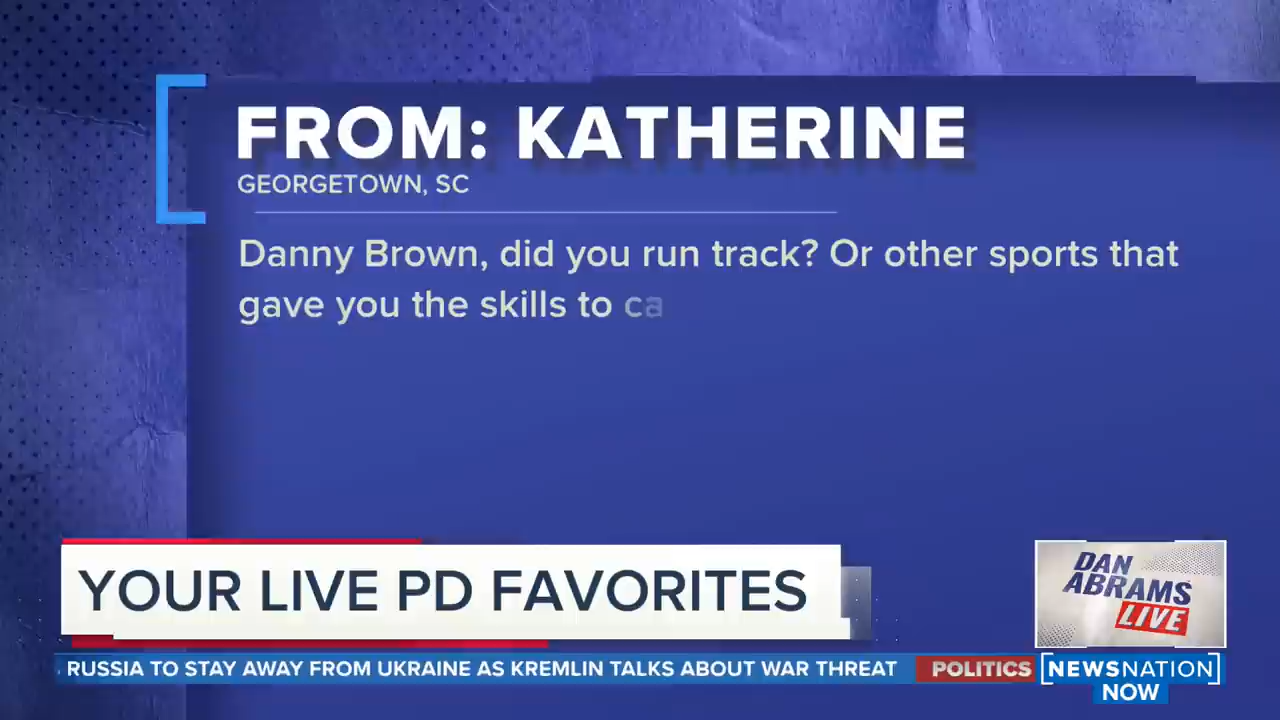 FROM: KATHERINE
GEORGETOWN, SC
Danny Brown, did you run track? Or other sports that
gave you the skills to ca
YOUR LIVE PD FAVORITES
DAN
ABRAMS
LIVE
RUSSIA TO STAY AWAY FROM UKRAINE AS KREMLIN TALKS ABOUT WAR THREAT
POLITICS
NEWSNATION
NOW